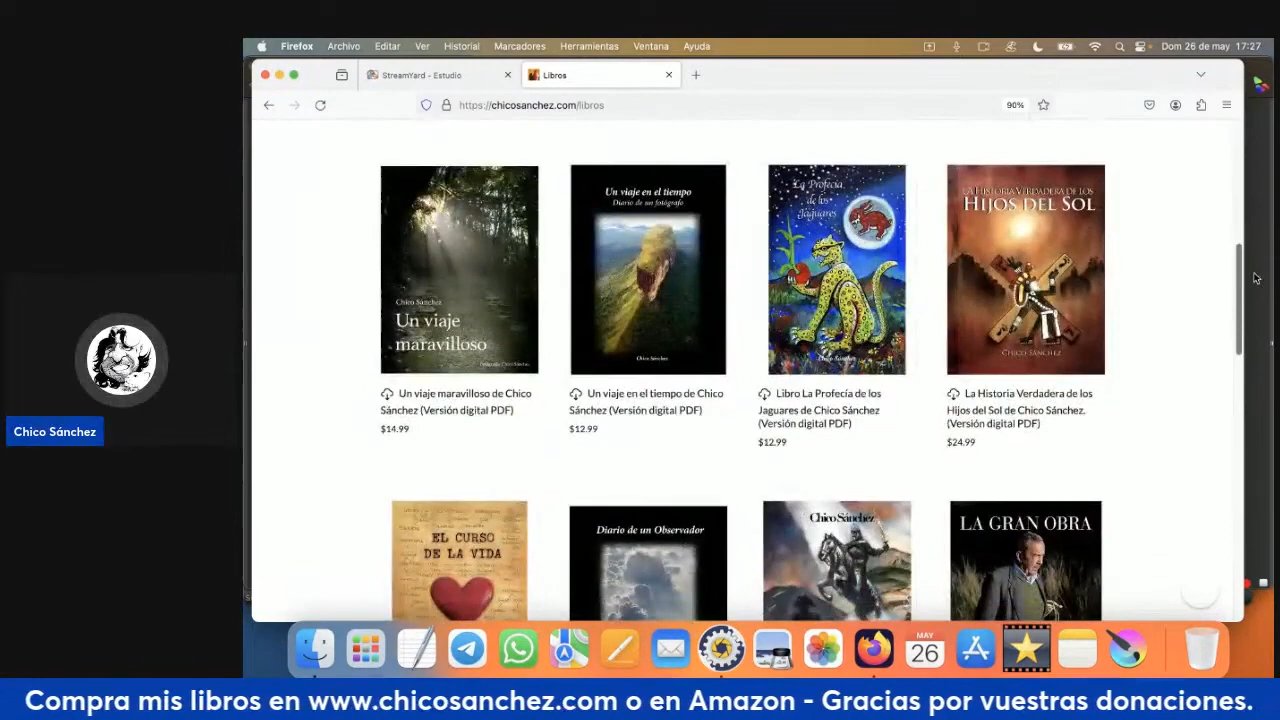 Firefox Archivo Editar Ver Historial Marcadores Herramientas Ventana Ayuda Dom 26 de may 17:27
StreamYard - Estudio
Libros
https://chicosanchez.com/libros
90%
Chico Sánchez
Un viaje
maravilloso
Un viaje en el tiempo
Diario de un fotógrafo
Chico Sánchez
La Profecía
de los
Jaguares
Chico Sánchez
LA HISTORIA VERDADERA DE LOS
HIJOS DEL SOL
CHICO SÁNCHEZ
Un viaje maravilloso de Chico
Sánchez (Versión digital PDF)
$14.99
Un viaje en el tiempo de Chico
Sánchez (Versión digital PDF)
$12.99
Libro La Profecía de los
Jaguares de Chico Sánchez
(Versión digital PDF)
$12.99
La Historia Verdadera de los
Hijos del Sol de Chico Sánchez.
(Versión digital PDF)
$24.99
Chico Sánchez
EL CURSO
DE LA VIDA
Diario de un Observador
Chico Sánchez
LA GRAN OBRA
MAY
26
Compra mis libros en www.chicosanchez.com o en Amazon - Gracias por vuestras donaciones.